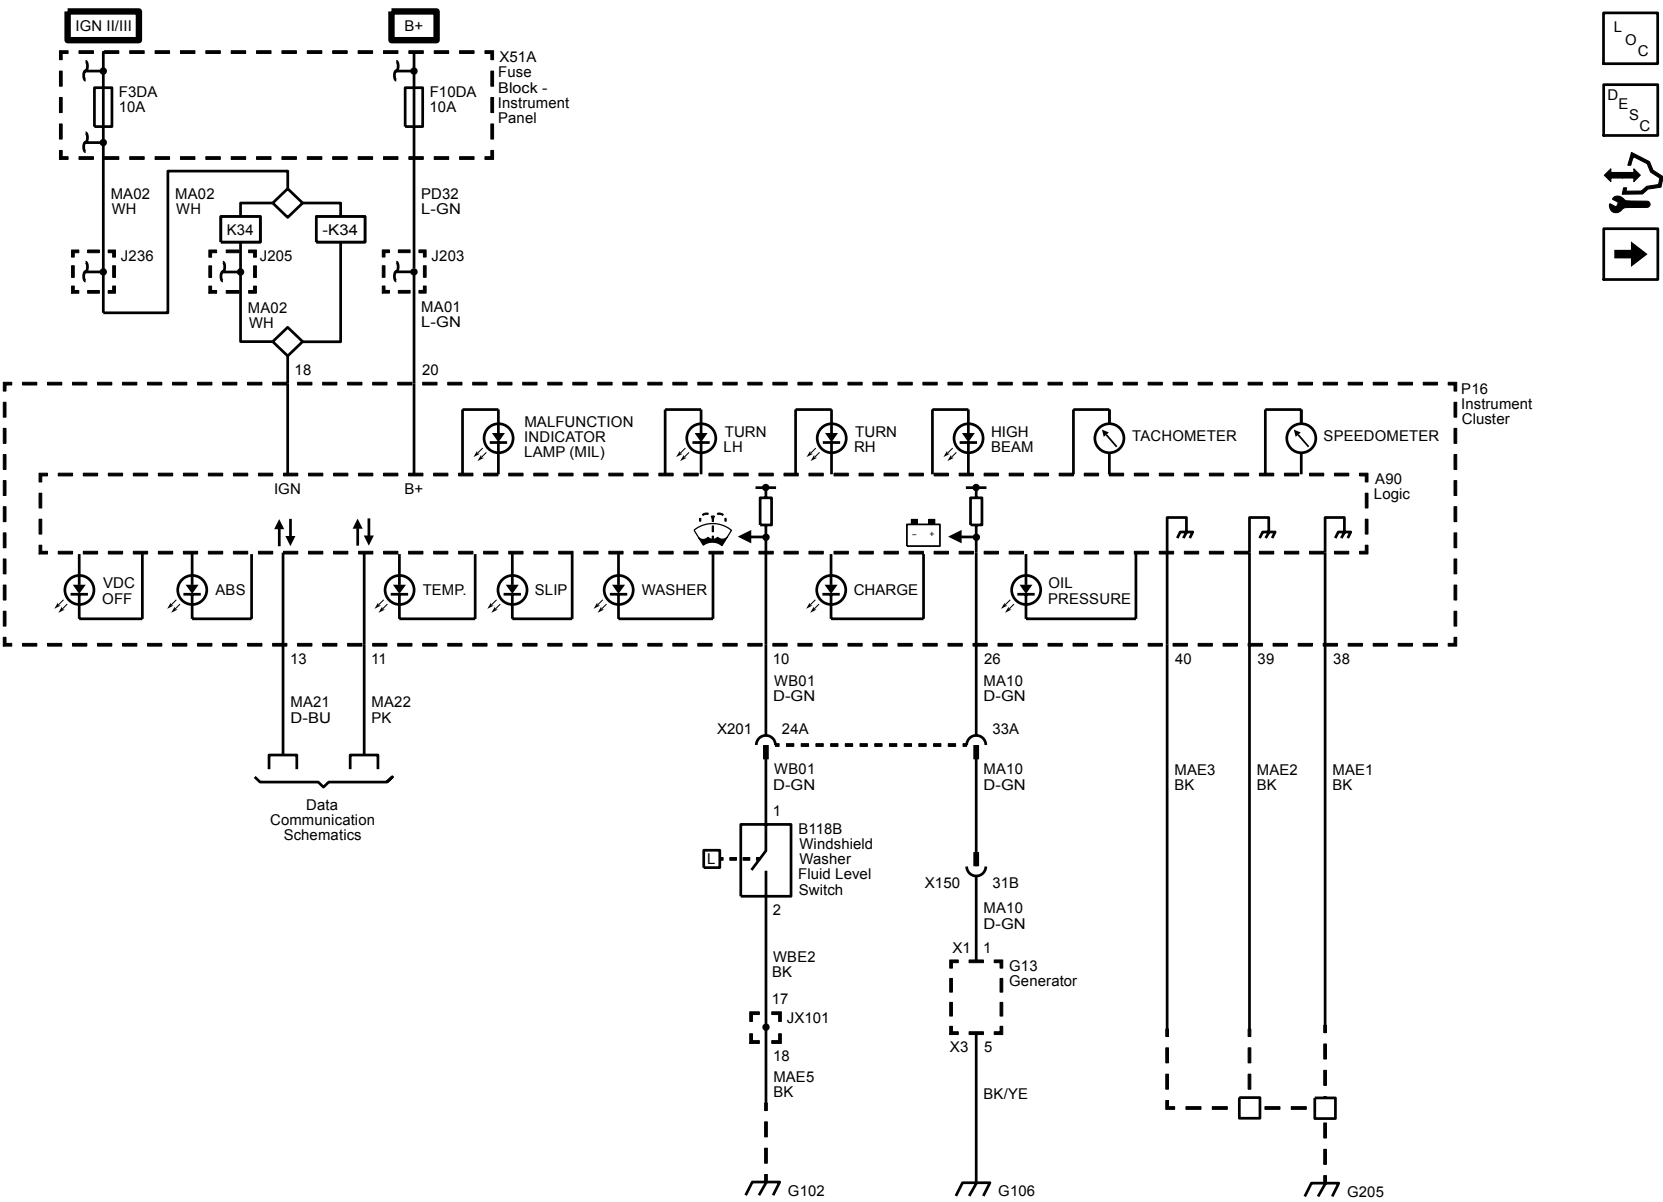 IGN II/III
B+
X51A
Fuse
Block -
Instrument
Panel
F3DA
10A
F10DA
10A
L
O
C
D
E
S
C
MA02
WH
MA02
WH
PD32
L-GN
K34
-K34
J236
J205
J203
MA02
WH
MA01
L-GN
18
20
P16
Instrument
Cluster
MALFUNCTION
INDICATOR
LAMP (MIL)
TURN
LH
TURN
RH
HIGH
BEAM
TACHOMETER
SPEEDOMETER
A90
Logic
IGN
B+
- +
VDC
OFF
ABS
TEMP.
SLIP
WASHER
CHARGE
OIL
PRESSURE
13
11
10
26
40
39
38
MA21
D-BU
MA22
PK
WB01
D-GN
MA10
D-GN
X201
24A
33A
WB01
D-GN
MA10
D-GN
MAE3
BK
MAE2
BK
MAE1
BK
Data
Communication
Schematics
1
B118B
Windshield
Washer
Fluid Level
Switch
L
2
X150
31B
MA10
D-GN
X1
1
G13
Generator
WBE2
BK
17
JX101
18
MAE5
BK
X3
5
BK/YE
G102
G106
G205